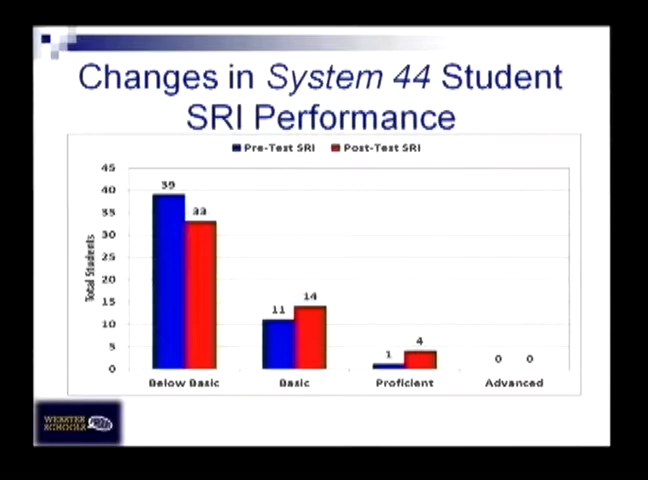 Changes in System 44 Student
SRI Performance
Pre-Test SRI Post-Test SRI
45
40
35
30
25
20
15
10
5
0
Total Students
39
33
11
14
1
4
0
0
Below Basic
Basic
Proficient
Advanced
WEBSTER
SCHOOLS